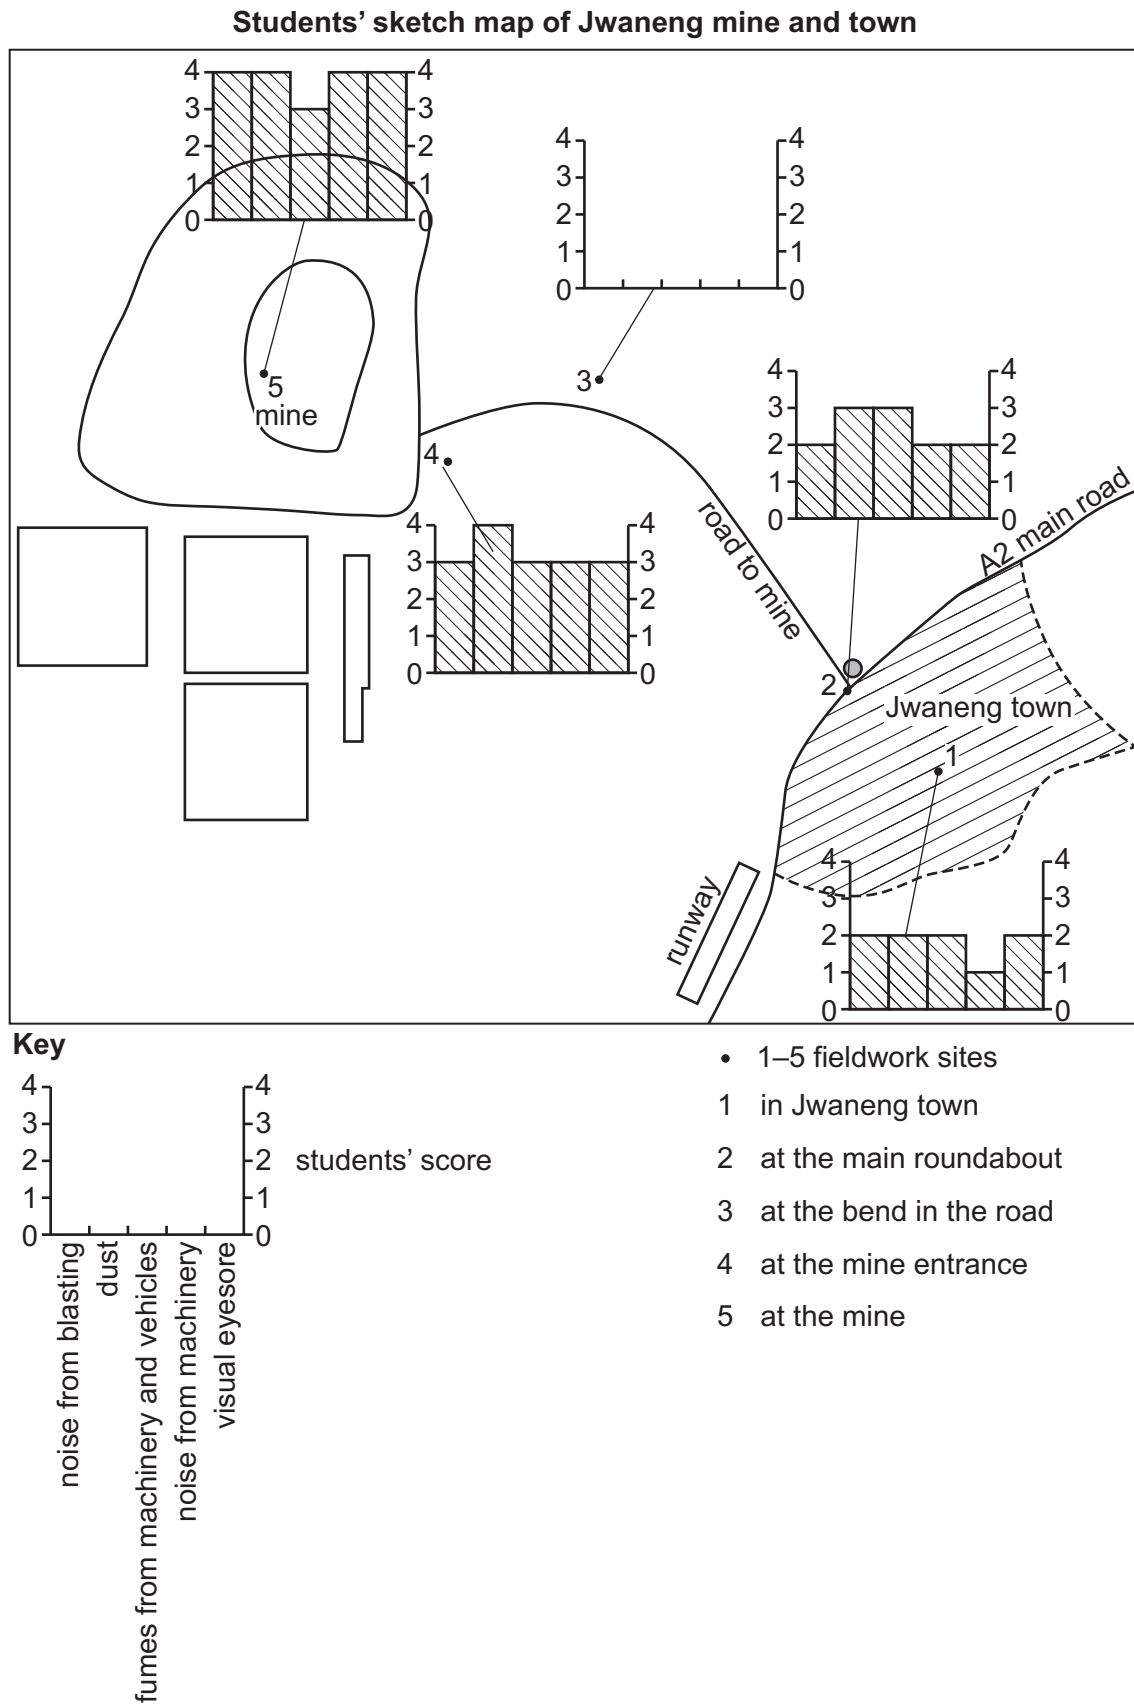 Students’ sketch map of Jwaneng mine and town
4 4
3 3
2 2
1 1
0 0
4 4
3 3
2 2
1 1
0 0
3
5
mine
4 4
3 3
2 2
1 1
0 0
4
4 4
3 3
2 2
1 1
0 0
road to mine
A2 main road
2
Jwaneng town
1
4 4
3 3
2 2
1 1
0 0
runway
Key
4 4
3 3
2 2 students’ score
1 1
0 0
noise from blasting
dust
fumes from machinery and vehicles
noise from machinery
visual eyesore
• 1–5 fieldwork sites
1 in Jwaneng town
2 at the main roundabout
3 at the bend in the road
4 at the mine entrance
5 at the mine